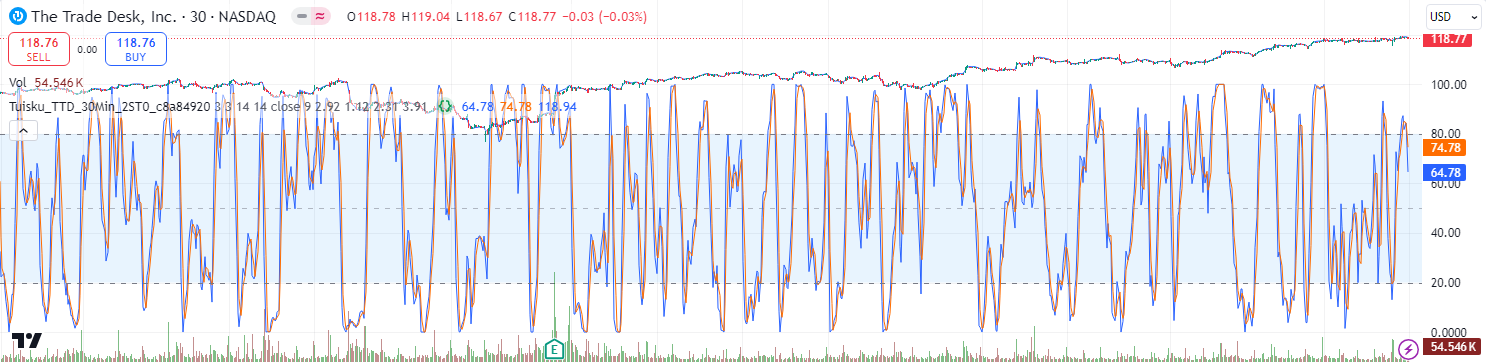 The Trade Desk, Inc. · 30 · NASDAQ O118.78 H119.04 L118.67 C118.77 −0.03 (−0.03%) USD
118.76 SELL 0.00 118.76 BUY
118.77
Vol 54.546 K
100.00
Tuisku_TTD_30Min_2ST0_c8a84920 3 3 14 14 close 9 2.92 1.12 2.31 3.91 64.78 74.78 118.94
80.00
74.78
64.78
60.00
40.00
20.00
0.0000
E
54.546 K